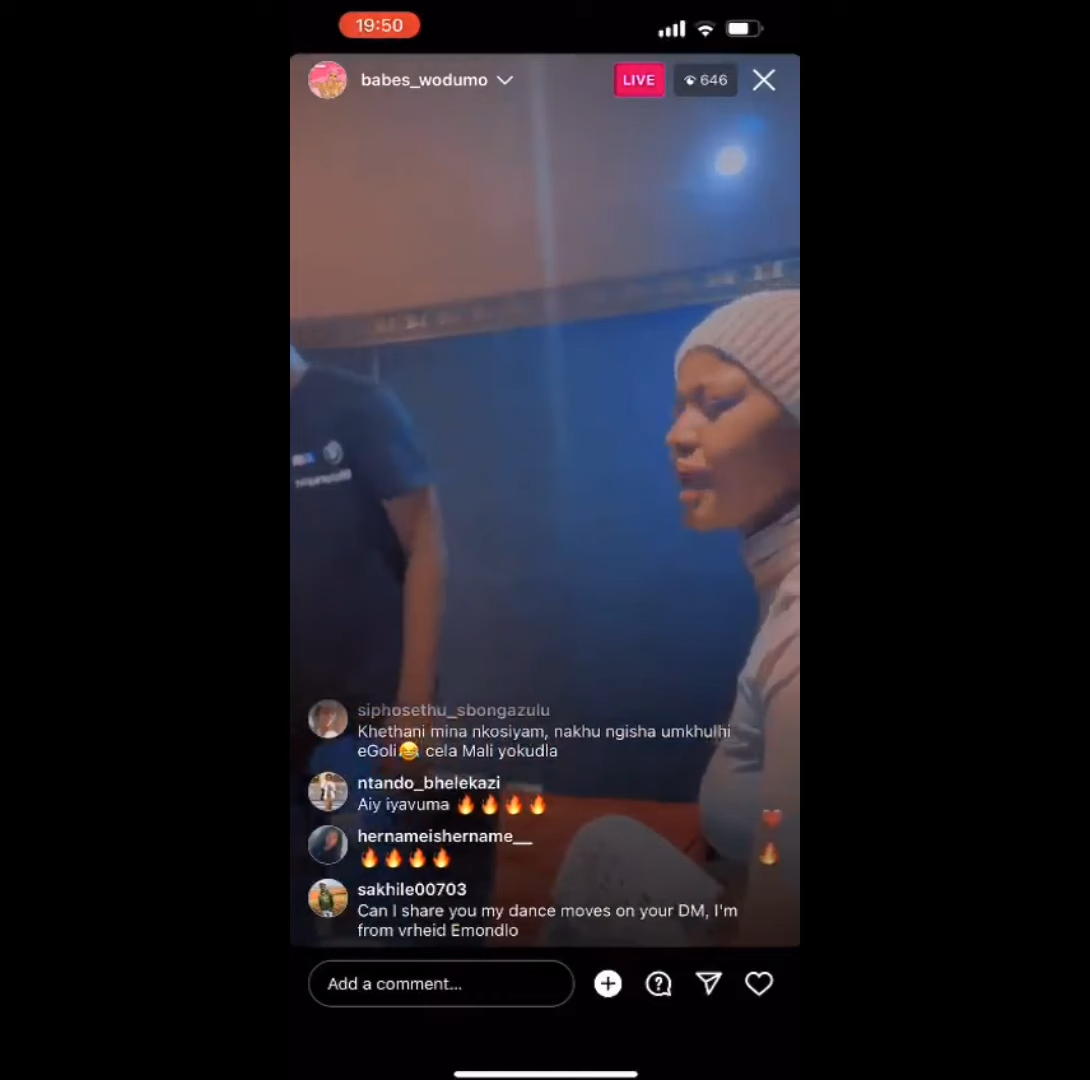 19:50
babes_wodumo
LIVE
646
siphosethu_sbongazulu
Khethani mina nkosiyam, nakhu ngisha umkhulhi
eGoli😂 cela Mali yokudla
ntando_bhelekazi
Aiy iyavuma 🔥🔥🔥🔥
hernameishername__
🔥🔥🔥🔥
sakhile00703
Can I share you my dance moves on your DM, I'm
from vrheid Emondlo
Add a comment...